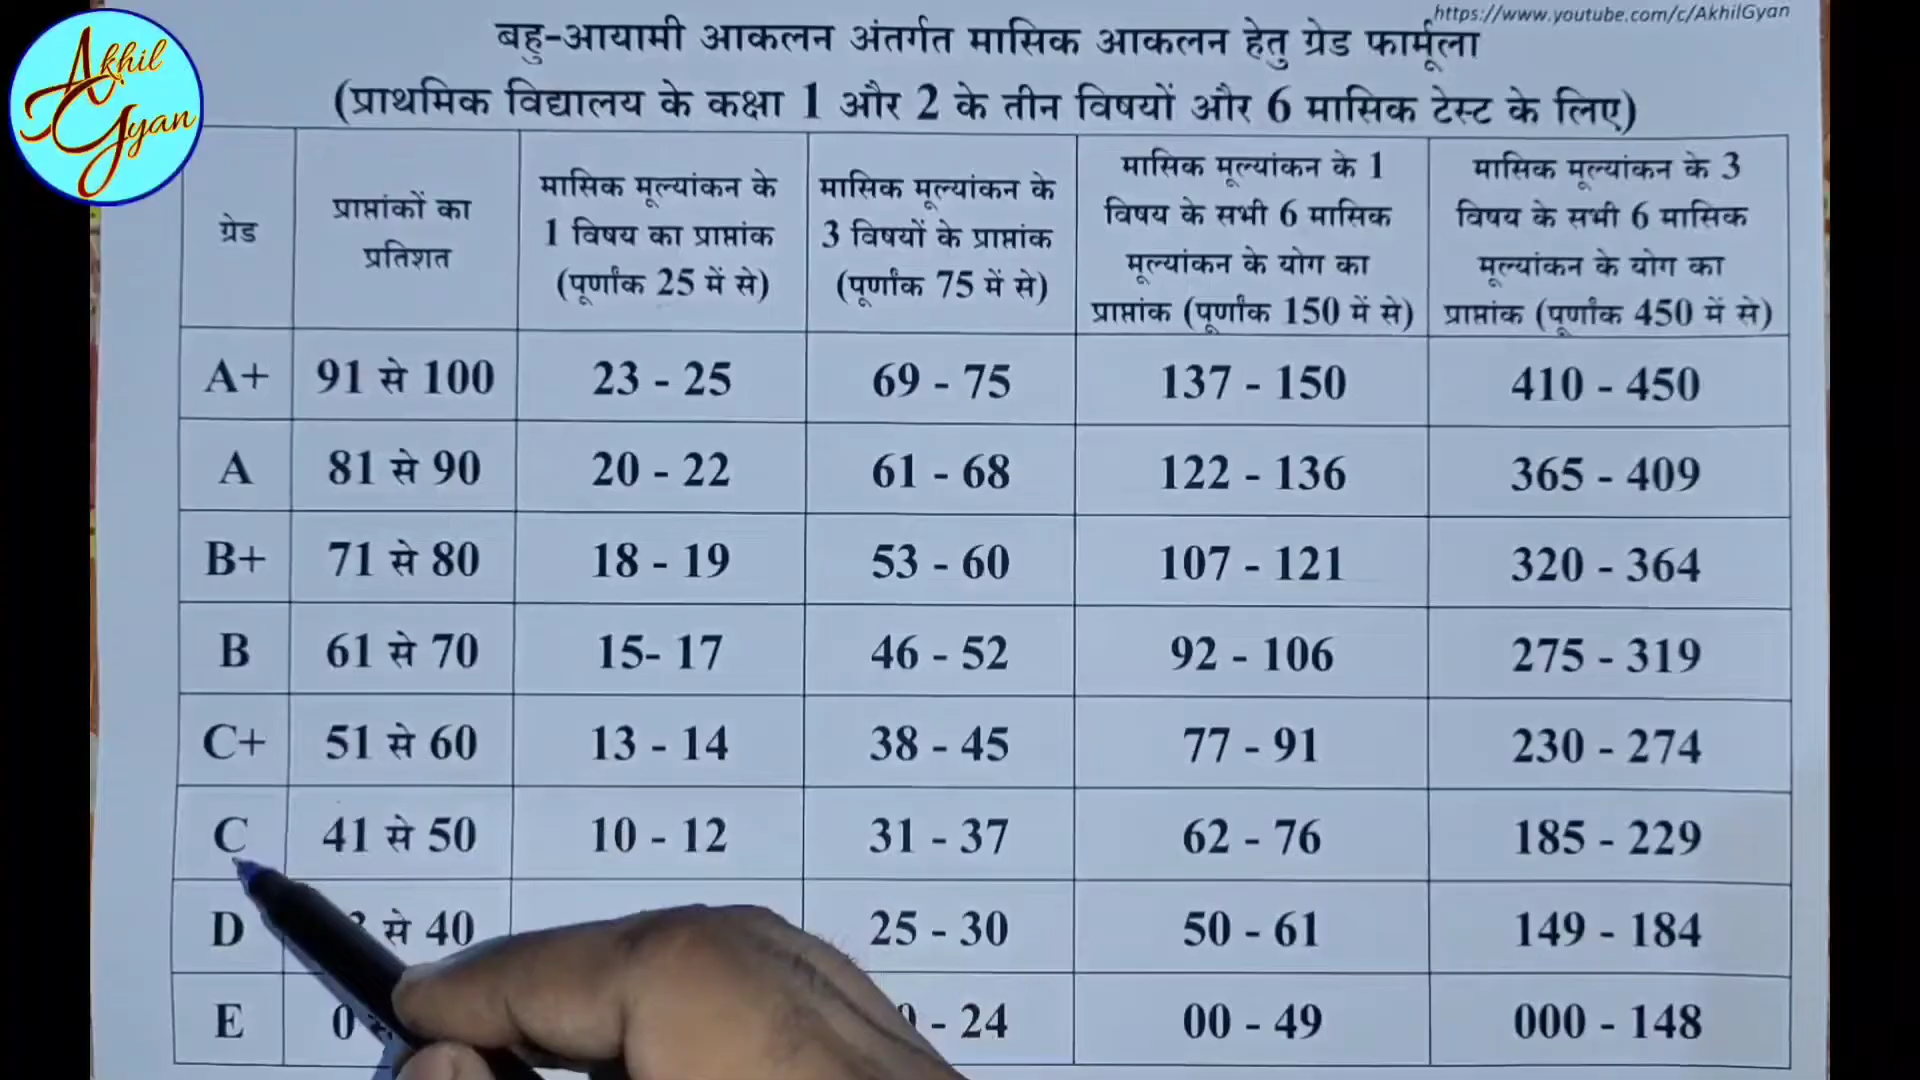 https://www.youtube.com/c/AkhilGyan
Akhil
Gyan
बहु-आयामी आकलन अंतर्गत मासिक आकलन हेतु ग्रेड फार्मूला
(प्राथमिक विद्यालय के कक्षा 1 और 2 के तीन विषयों और 6 मासिक टेस्ट के लिए)
ग्रेड
प्राप्तांकों का
प्रतिशत
मासिक मूल्यांकन के
1 विषय का प्राप्तांक
(पूर्णांक 25 में से)
मासिक मूल्यांकन के
3 विषयों के प्राप्तांक
(पूर्णांक 75 में से)
मासिक मूल्यांकन के 1
विषय के सभी 6 मासिक
मूल्यांकन के योग का
प्राप्तांक (पूर्णांक 150 में से)
मासिक मूल्यांकन के 3
विषय के सभी 6 मासिक
मूल्यांकन के योग का
प्राप्तांक (पूर्णांक 450 में से)
A+ 91 से 100 23 - 25 69 - 75 137 - 150 410 - 450
A 81 से 90 20 - 22 61 - 68 122 - 136 365 - 409
B+ 71 से 80 18 - 19 53 - 60 107 - 121 320 - 364
B 61 से 70 15- 17 46 - 52 92 - 106 275 - 319
C+ 51 से 60 13 - 14 38 - 45 77 - 91 230 - 274
C 41 से 50 10 - 12 31 - 37 62 - 76 185 - 229
D से 40 25 - 30 50 - 61 149 - 184
E 0 - 24 00 - 49 000 - 148